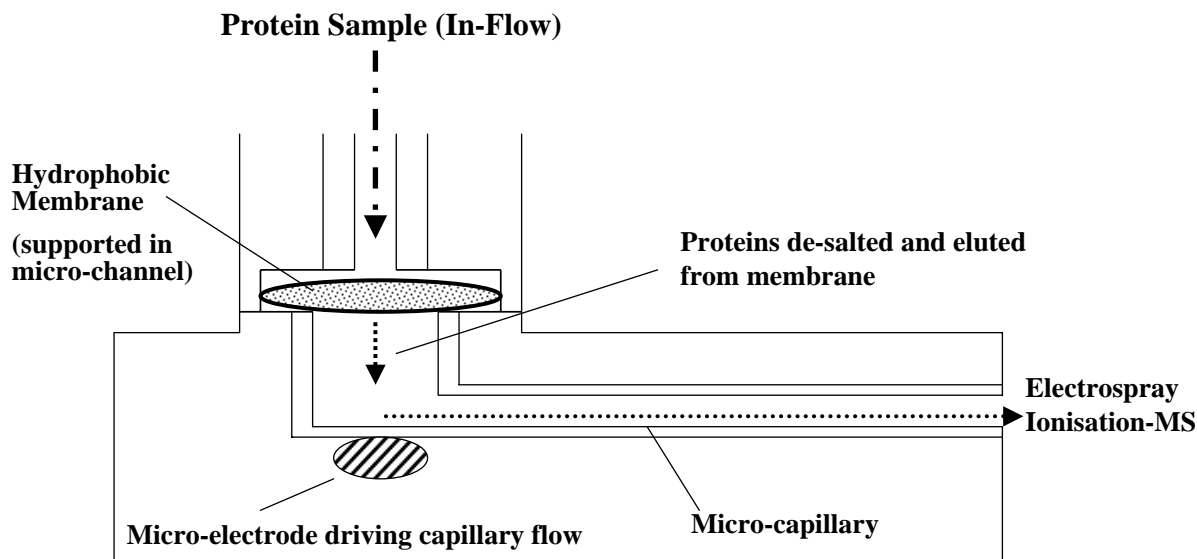 Protein Sample (In-Flow)
Hydrophobic
Membrane
(supported in
micro-channel)
Proteins de-salted and eluted
from membrane
Electrospray
Ionisation-MS
Micro-electrode driving capillary flow
Micro-capillary